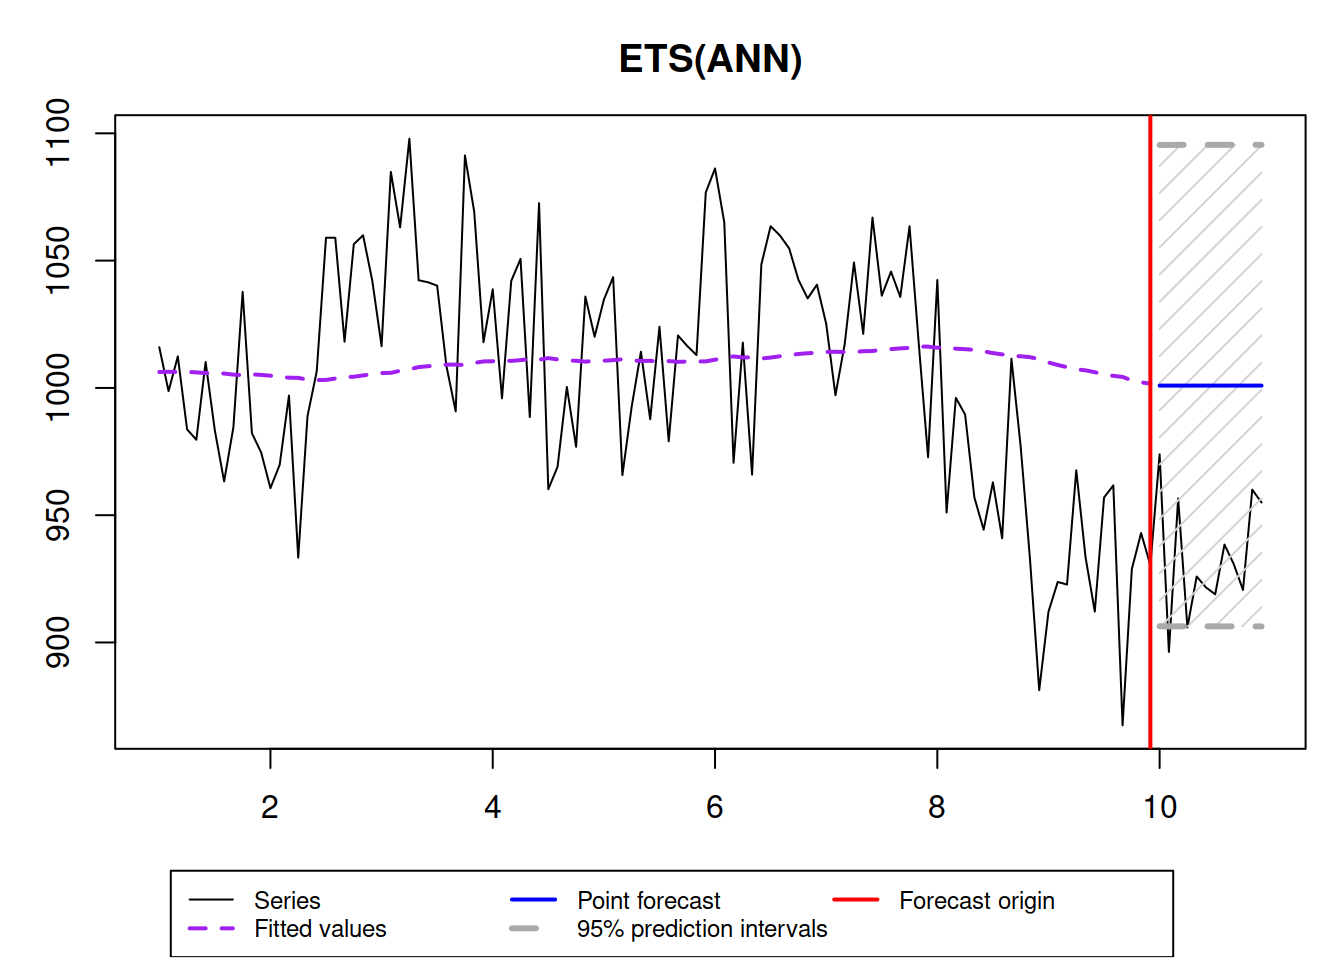 ETS(ANN)
1100
1050
1000
950
900
2 4 6 8 10
Series Point forecast Forecast origin
Fitted values 95% prediction intervals